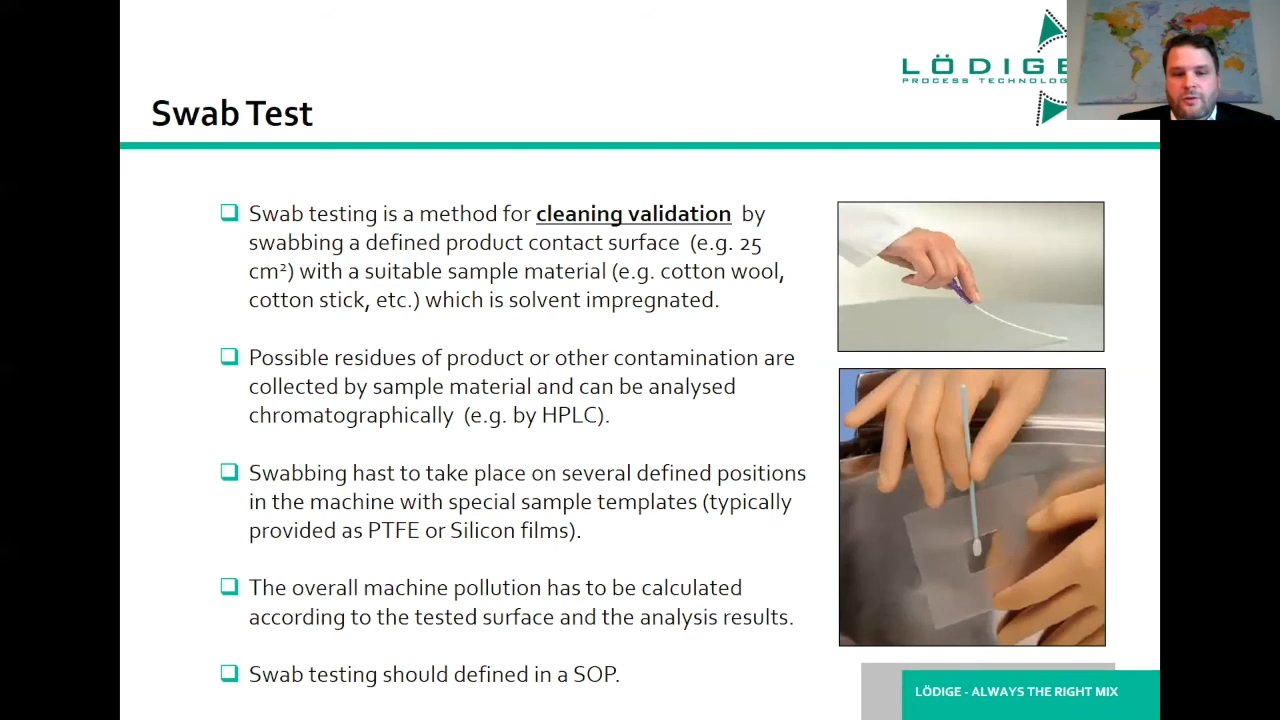 LÖDIGE
PROCESS TECHNOLOG
Swab Test
Swab testing is a method for cleaning validation by
swabbing a defined product contact surface (e.g. 25
cm²) with a suitable sample material (e.g. cotton wool,
cotton stick, etc.) which is solvent impregnated.
Possible residues of product or other contamination are
collected by sample material and can be analysed
chromatographically (e.g. by HPLC).
Swabbing hast to take place on several defined positions
in the machine with special sample templates (typically
provided as PTFE or Silicon films).
The overall machine pollution has to be calculated
according to the tested surface and the analysis results.
Swab testing should defined in a SOP.
LÖDIGE - ALWAYS THE RIGHT MIX